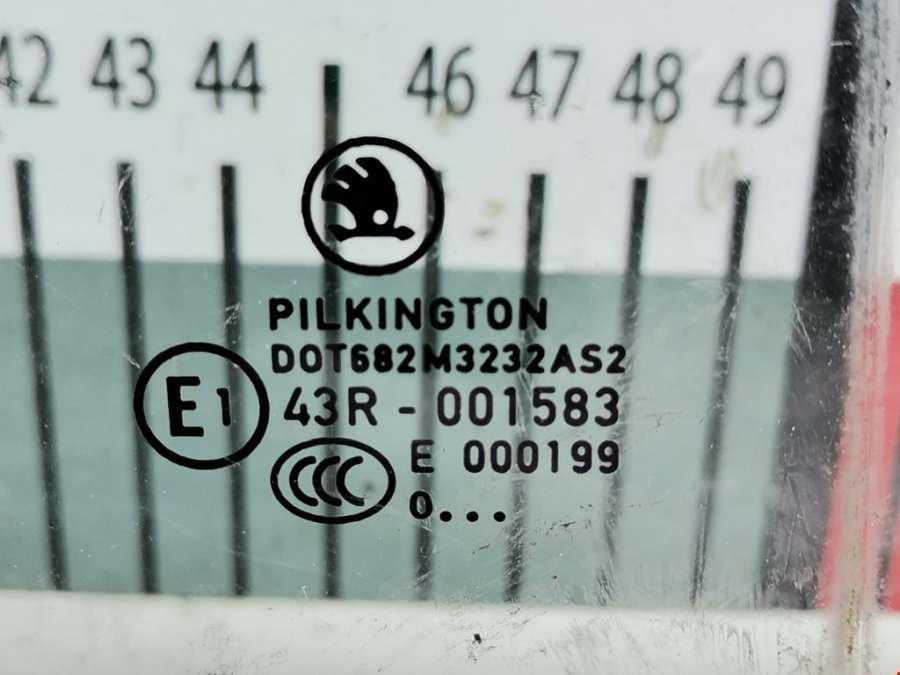 42 43 44 46 47 48 49
PILKINGTON
DOT682M3232AS2
E1 43R - 001583
CCC E 000199
0...